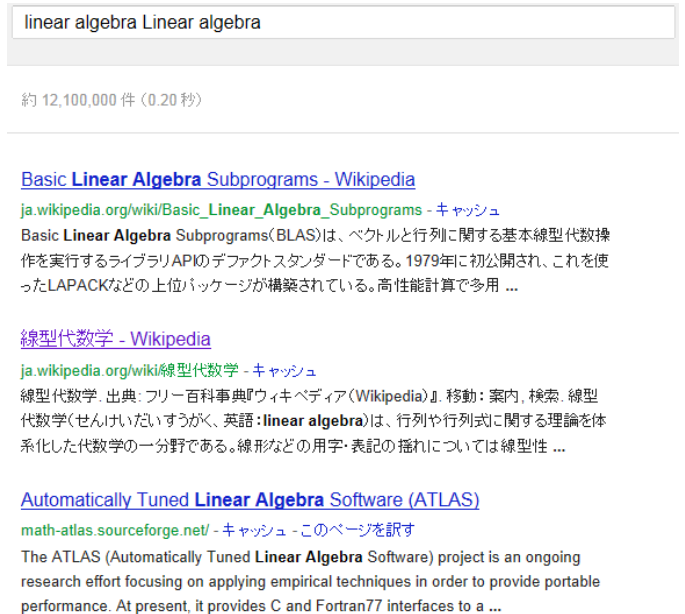 linear algebra Linear algebra
約 12,100,000 件 （0.20 秒）
Basic Linear Algebra Subprograms - Wikipedia
ja.wikipedia.org/wiki/Basic_Linear_Algebra_Subprograms - キャッシュ
Basic Linear Algebra Subprograms（BLAS）は、ベクトルと行列に関する基本線型代数操
作を実行するライブラリAPIのデファクトスタンダードである。1979年に初公開され、これを使
ったLAPACKなどの上位パッケージが構築されている。高性能計算で多用 ...
線型代数学 - Wikipedia
ja.wikipedia.org/wiki/線型代数学 - キャッシュ
線型代数学. 出典: フリー百科事典『ウィキペディア（Wikipedia）』. 移動: 案内, 検索. 線型
代数学（せんけいだいすうがく、英語：linear algebra）は、行列や行列式に関する理論を体
系化した代数学の一分野である。線形などの用字・表記の揺れについては線型性 ...
Automatically Tuned Linear Algebra Software (ATLAS)
math-atlas.sourceforge.net/ - キャッシュ - このページを訳す
The ATLAS (Automatically Tuned Linear Algebra Software) project is an ongoing
research effort focusing on applying empirical techniques in order to provide portable
performance. At present, it provides C and Fortran77 interfaces to a ...